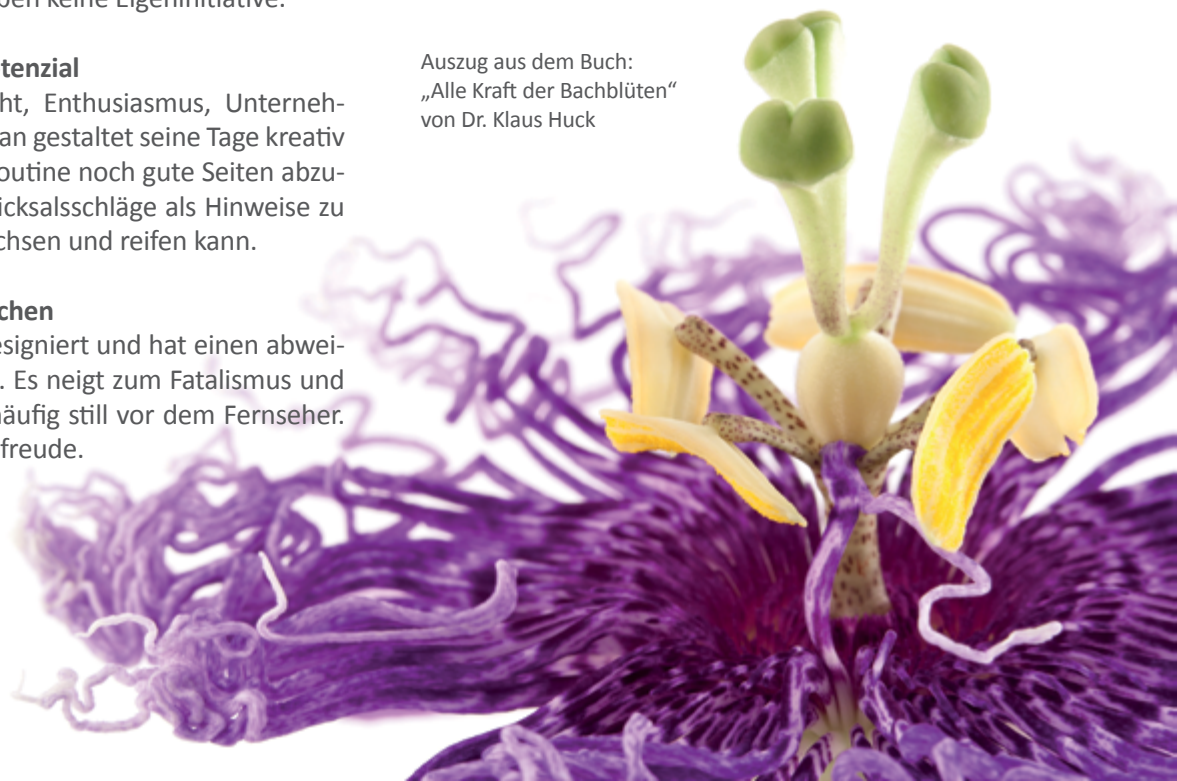 ben keine Eigeninitiative.
tenzial
ht, Enthusiasmus, Unterneh-
an gestaltet seine Tage kreativ
outine noch gute Seiten abzu-
icksalsschläge als Hinweise zu
chsen und reifen kann.
chen
esigniert und hat einen abwei-
. Es neigt zum Fatalismus und
äufig still vor dem Fernseher.
freude.
Auszug aus dem Buch:
„Alle Kraft der Bachblüten“
von Dr. Klaus Huck